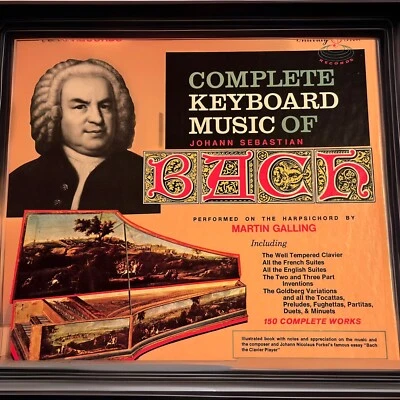 RECORDS
COMPLETE
KEYBOARD
MUSIC OF
JOHANN SEBASTIAN
BACH
PERFORMED ON THE HARPSICHORD BY
MARTIN GALLING
Including
The Well Tempered Clavier
All the French Suites
All the English Suites
The Two and Three Part
Inventions
The Goldberg Variations
and all the Tocattas,
Preludes, Fughettas, Partitas,
Duets, & Minuets
150 COMPLETE WORKS
Illustrated book with notes and appreciation on the music and
the composer and Johann Nicolaus Forkel's famous essay "Bach
the Clavier Player"